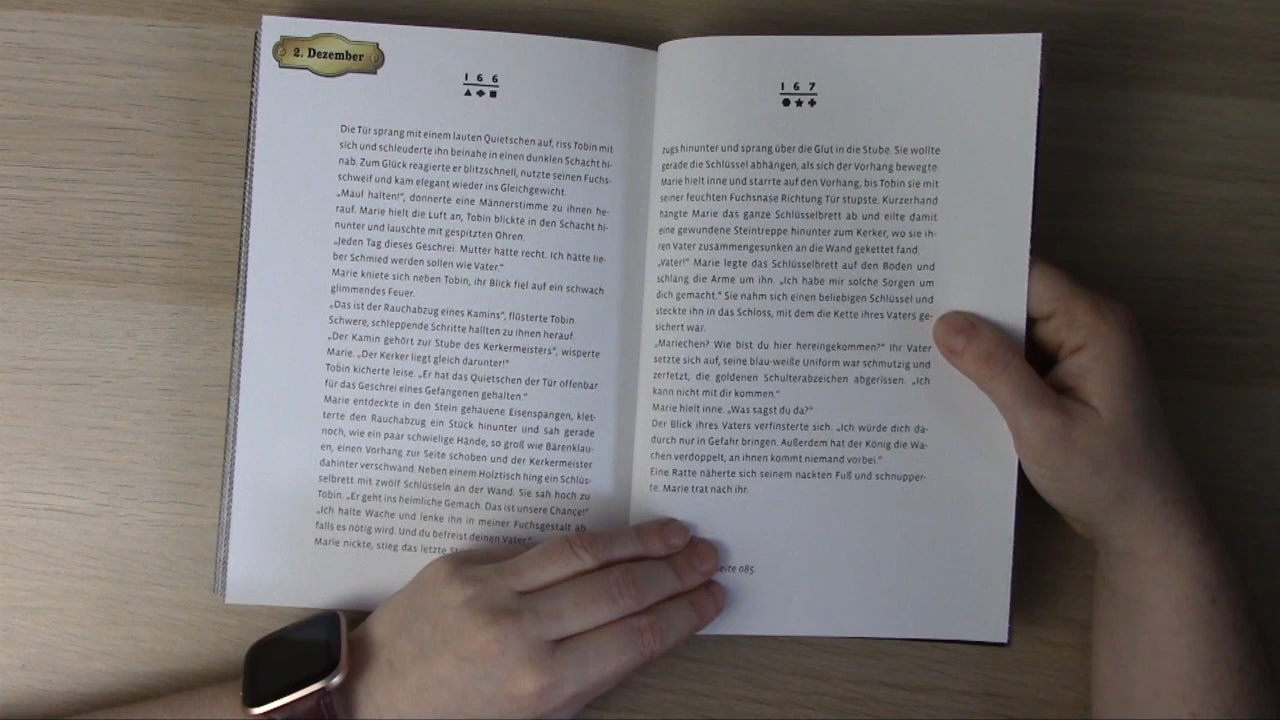 2. Dezember
1 6 6
Die Tür sprang mit einem lauten Quietschen auf, riss Tobin mit
sich und schleuderte ihn beinahe in einen dunklen Schacht hi-
nab. Zum Glück reagierte er blitzschnell, nutzte seinen Fuchs-
schweif und kam elegant wieder ins Gleichgewicht.
„Maul halten!“, donnerte eine Männerstimme zu ihnen he-
rauf. Marie hielt die Luft an, Tobin blickte in den Schacht hi-
nunter und lauschte mit gespitzten Ohren.
„Jeden Tag dieses Geschrei. Mutter hatte recht. Ich hätte lie-
ber Schmied werden sollen wie Vater.“
Marie kniete sich neben Tobin, ihr Blick fiel auf ein schwach
glimmendes Feuer.
„Das ist der Rauchabzug eines Kamins“, flüsterte Tobin.
Schwere, schleppende Schritte hallten zu ihnen herauf.
„Der Kamin gehört zur Stube des Kerkermeisters“, wisperte
Marie. „Der Kerker liegt gleich darunter!“
Tobin kicherte leise. „Er hat das Quietschen der Tür offenbar
für das Geschrei eines Gefangenen gehalten.“
Marie entdeckte in den Stein gehauene Eisenspangen, klet-
terte den Rauchabzug ein Stück hinunter und sah gerade
noch, wie ein paar schwielige Hände, so groß wie Bärenklau-
en, einen Vorhang zur Seite schoben und der Kerkermeister
dahinter verschwand. Neben einem Holztisch hing ein Schlüs-
selbrett mit zwölf Schlüsseln an der Wand. Sie sah hoch zu
Tobin. „Er geht ins heimliche Gemach. Das ist unsere Chance!“
„Ich halte Wache und lenke ihn in meiner Fuchsgestalt ab,
falls es nötig wird. Und du befreist deinen Vater.“
Marie nickte, stieg das letzte
1 6 7
zugs hinunter und sprang über die Glut in die Stube. Sie wollte
gerade die Schlüssel abhängen, als sich der Vorhang bewegte.
Marie hielt inne und starrte auf den Vorhang, bis Tobin sie mit
seiner feuchten Fuchsnase Richtung Tür stupste. Kurzerhand
hängte Marie das ganze Schlüsselbrett ab und eilte damit
eine gewundene Steintreppe hinunter zum Kerker, wo sie ih-
ren Vater zusammengesunken an die Wand gekettet fand.
„Vater!“ Marie legte das Schlüsselbrett auf den Boden und
schlang die Arme um ihn. „Ich habe mir solche Sorgen um
dich gemacht.“ Sie nahm sich einen beliebigen Schlüssel und
steckte ihn in das Schloss, mit dem die Kette ihres Vaters ge-
sichert war.
„Mariechen? Wie bist du hier hereingekommen?“ Ihr Vater
setzte sich auf, seine blau-weiße Uniform war schmutzig und
zerfetzt, die goldenen Schulterabzeichen abgerissen. „Ich
kann nicht mit dir kommen.“
Marie hielt inne. „Was sagst du da?“
Der Blick ihres Vaters verfinsterte sich. „Ich würde dich da-
durch nur in Gefahr bringen. Außerdem hat der König die Wa-
chen verdoppelt, an ihnen kommt niemand vorbei.“
Eine Ratte näherte sich seinem nackten Fuß und schnupper-
te. Marie trat nach ihr.
085.